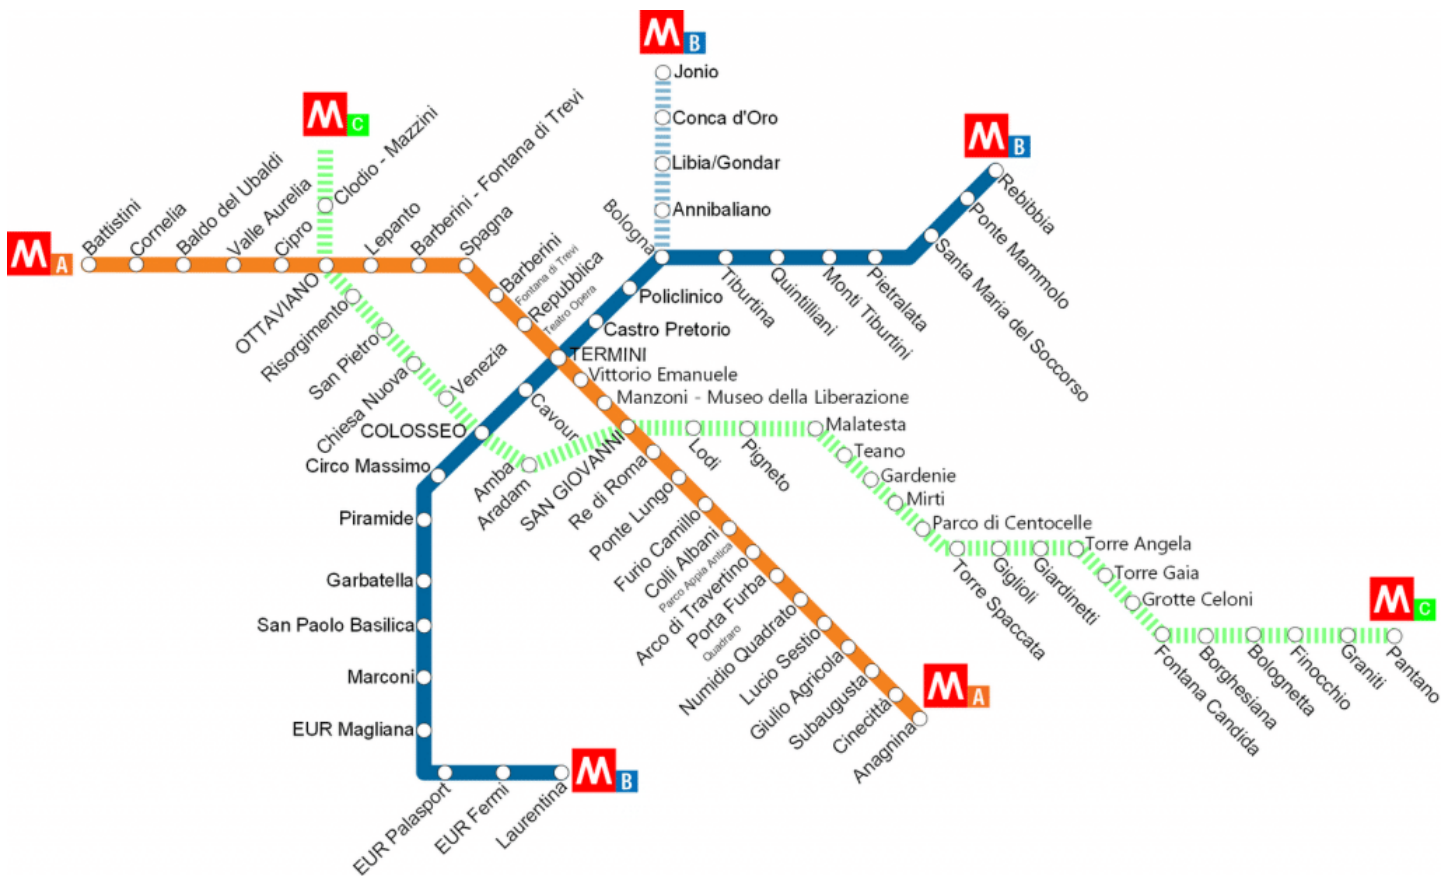 M B
Jonio
Conca d'Oro
Libia/Gondar
Annibaliano
Bologna
M C
Clodio - Mazzini
M A
Battistini
Cornelia
Baldo del Ubaldi
Valle Aurelia
Cipro
OTTAVIANO
Lepanto
Barberini - Fontana di Trevi
Spagna
Barberini
Fontana di Trevi
Repubblica
Teatro Opera
TERMINI
Vittorio Emanuele
Manzoni - Museo della Liberazione
M B
Rebibbia
Ponte Mammolo
Santa Maria del Soccorso
Pietralata
Monti Tiburtini
Quintilliani
Tiburtina
Policlinico
Castro Pretorio
Cavour
Risorgimento
San Pietro
Chiesa Nuova
Venezia
COLOSSEO
Circo Massimo
Piramide
Garbatella
San Paolo Basilica
Marconi
EUR Magliana
EUR Palasport
EUR Fermi
Laurentina
M B
Amba
Aradam
SAN GIOVANNI
Re di Roma
Ponte Lungo
Furio Camillo
Colli Albani
Parco Appia Antica
Arco di Travertino
Porta Furba
Quadraro
Numidio Quadrato
Lucio Sestio
Giulio Agricola
Subaugusta
Cinecittà
Anagnina
M A
Lodi
Pigneto
Malatesta
Teano
Gardenie
Mirti
Parco di Centocelle
Torre Spaccata
Giglioli
Giardinetti
Torre Angela
Torre Gaia
Grotte Celoni
Fontana Candida
Borghesiana
Bolognetta
Finocchio
Graniti
Pantano
M C